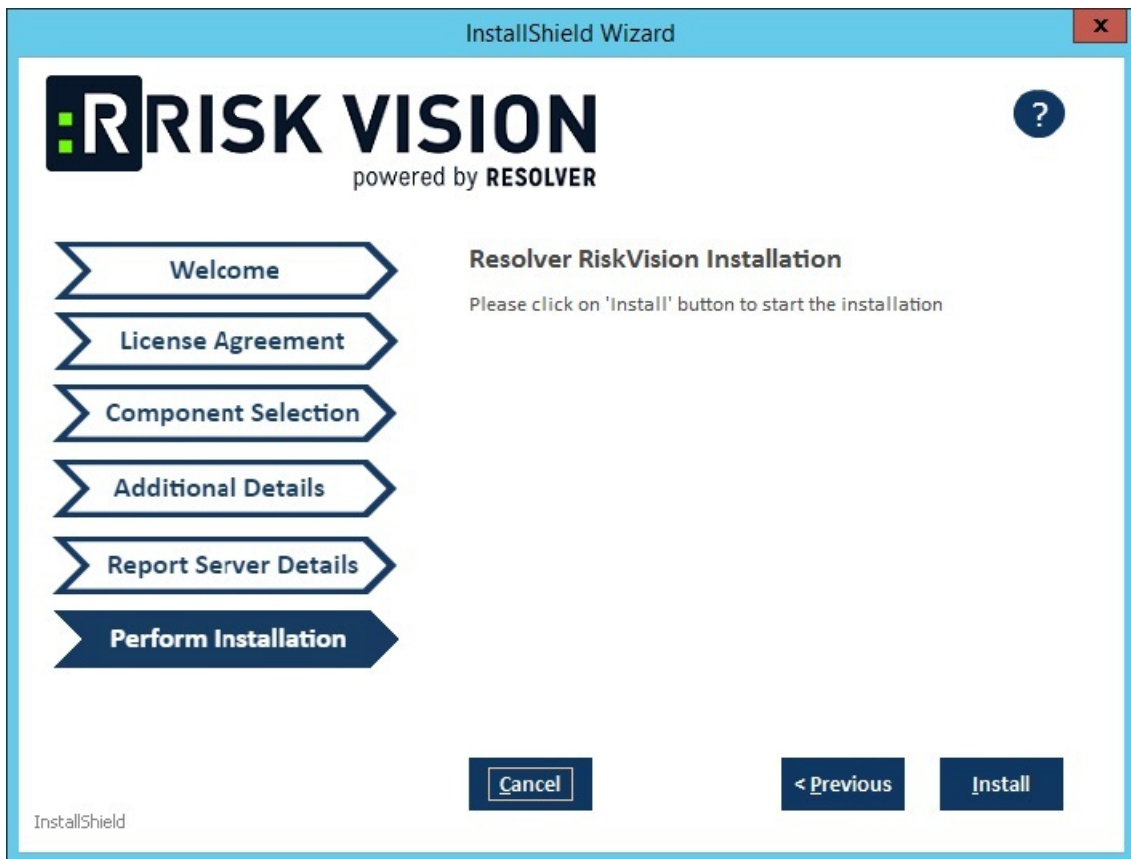 InstallShield Wizard
x
:R RISK VISION
powered by RESOLVER
?
Welcome
License Agreement
Component Selection
Additional Details
Report Server Details
Perform Installation
Resolver RiskVision Installation
Please click on 'Install' button to start the installation
Cancel
< Previous
Install
InstallShield